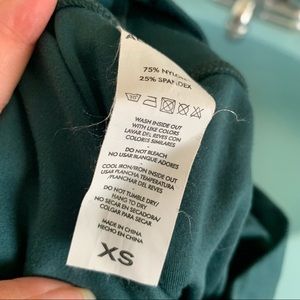 75% NYLON
25% SPANDEX
WASH INSIDE OUT
WITH LIKE COLORS
LAVAR DEL REVES CON
COLORES SIMILARES
DO NOT BLEACH
NO USAR BLANQUEADORES
COOL IRON/IRON INSIDE OUT
USAR PLANCHA TEMPERATURA
/PLANCHAR DEL REVES
DO NOT TUMBLE DRY/
HANG TO DRY
NO SECAR EN SECADORA/
COLGAR PARA SECAR
MADE IN CHINA
HECHO EN CHINA
XS